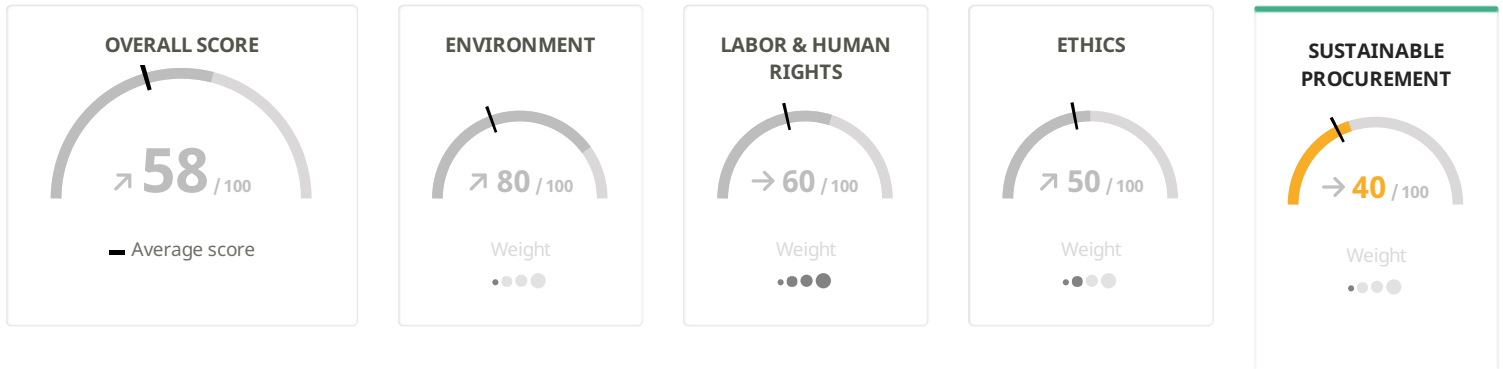 OVERALL SCORE
↗ 58 / 100
Average score
ENVIRONMENT
↗ 80 / 100
Weight
LABOR & HUMAN
RIGHTS
→ 60 / 100
Weight
ETHICS
↗ 50 / 100
Weight
SUSTAINABLE
PROCUREMENT
→ 40 / 100
Weight